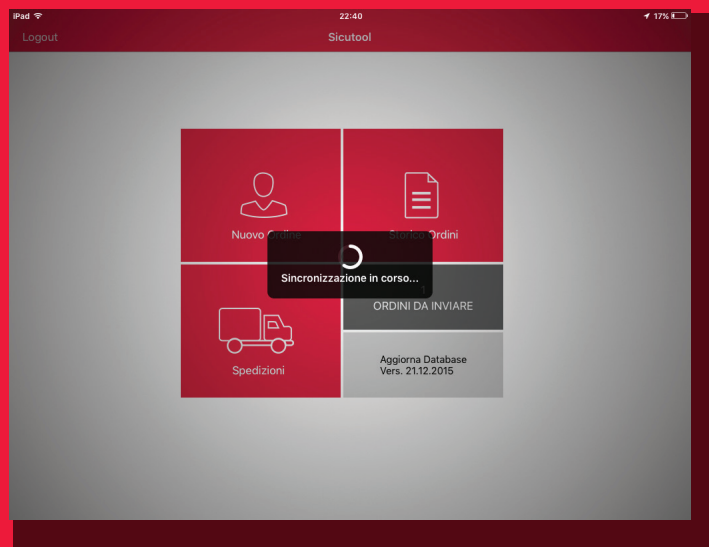 iPad 22:40 17%
Logout Sicutool
Nuovo Ordine Storico Ordini
Sincronizzazione in corso...
1
ORDINI DA INVIARE
Spedizioni
Aggiorna Database
Vers. 21.12.2015